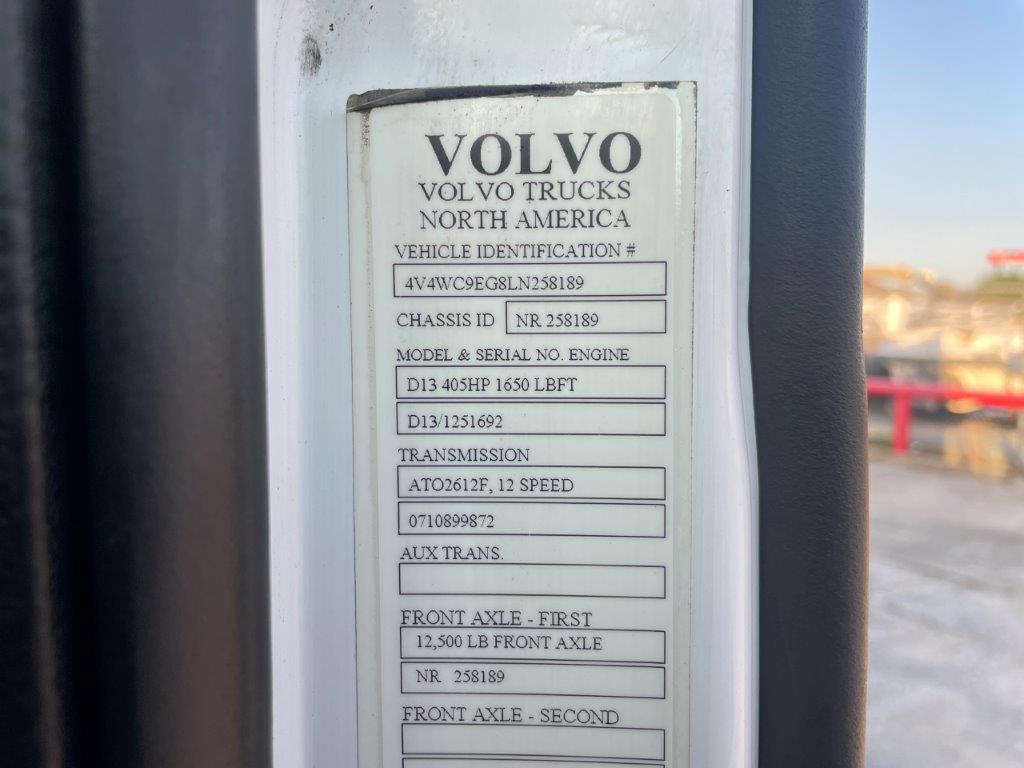 VOLVO
VOLVO TRUCKS
NORTH AMERICA
VEHICLE IDENTIFICATION #
4V4WC9EG8LN258189
CHASSIS ID NR 258189
MODEL & SERIAL NO. ENGINE
D13 405HP 1650 LBFT
D13/1251692
TRANSMISSION
ATO2612F, 12 SPEED
0710899872
AUX TRANS.
FRONT AXLE - FIRST
12,500 LB FRONT AXLE
NR 258189
FRONT AXLE - SECOND